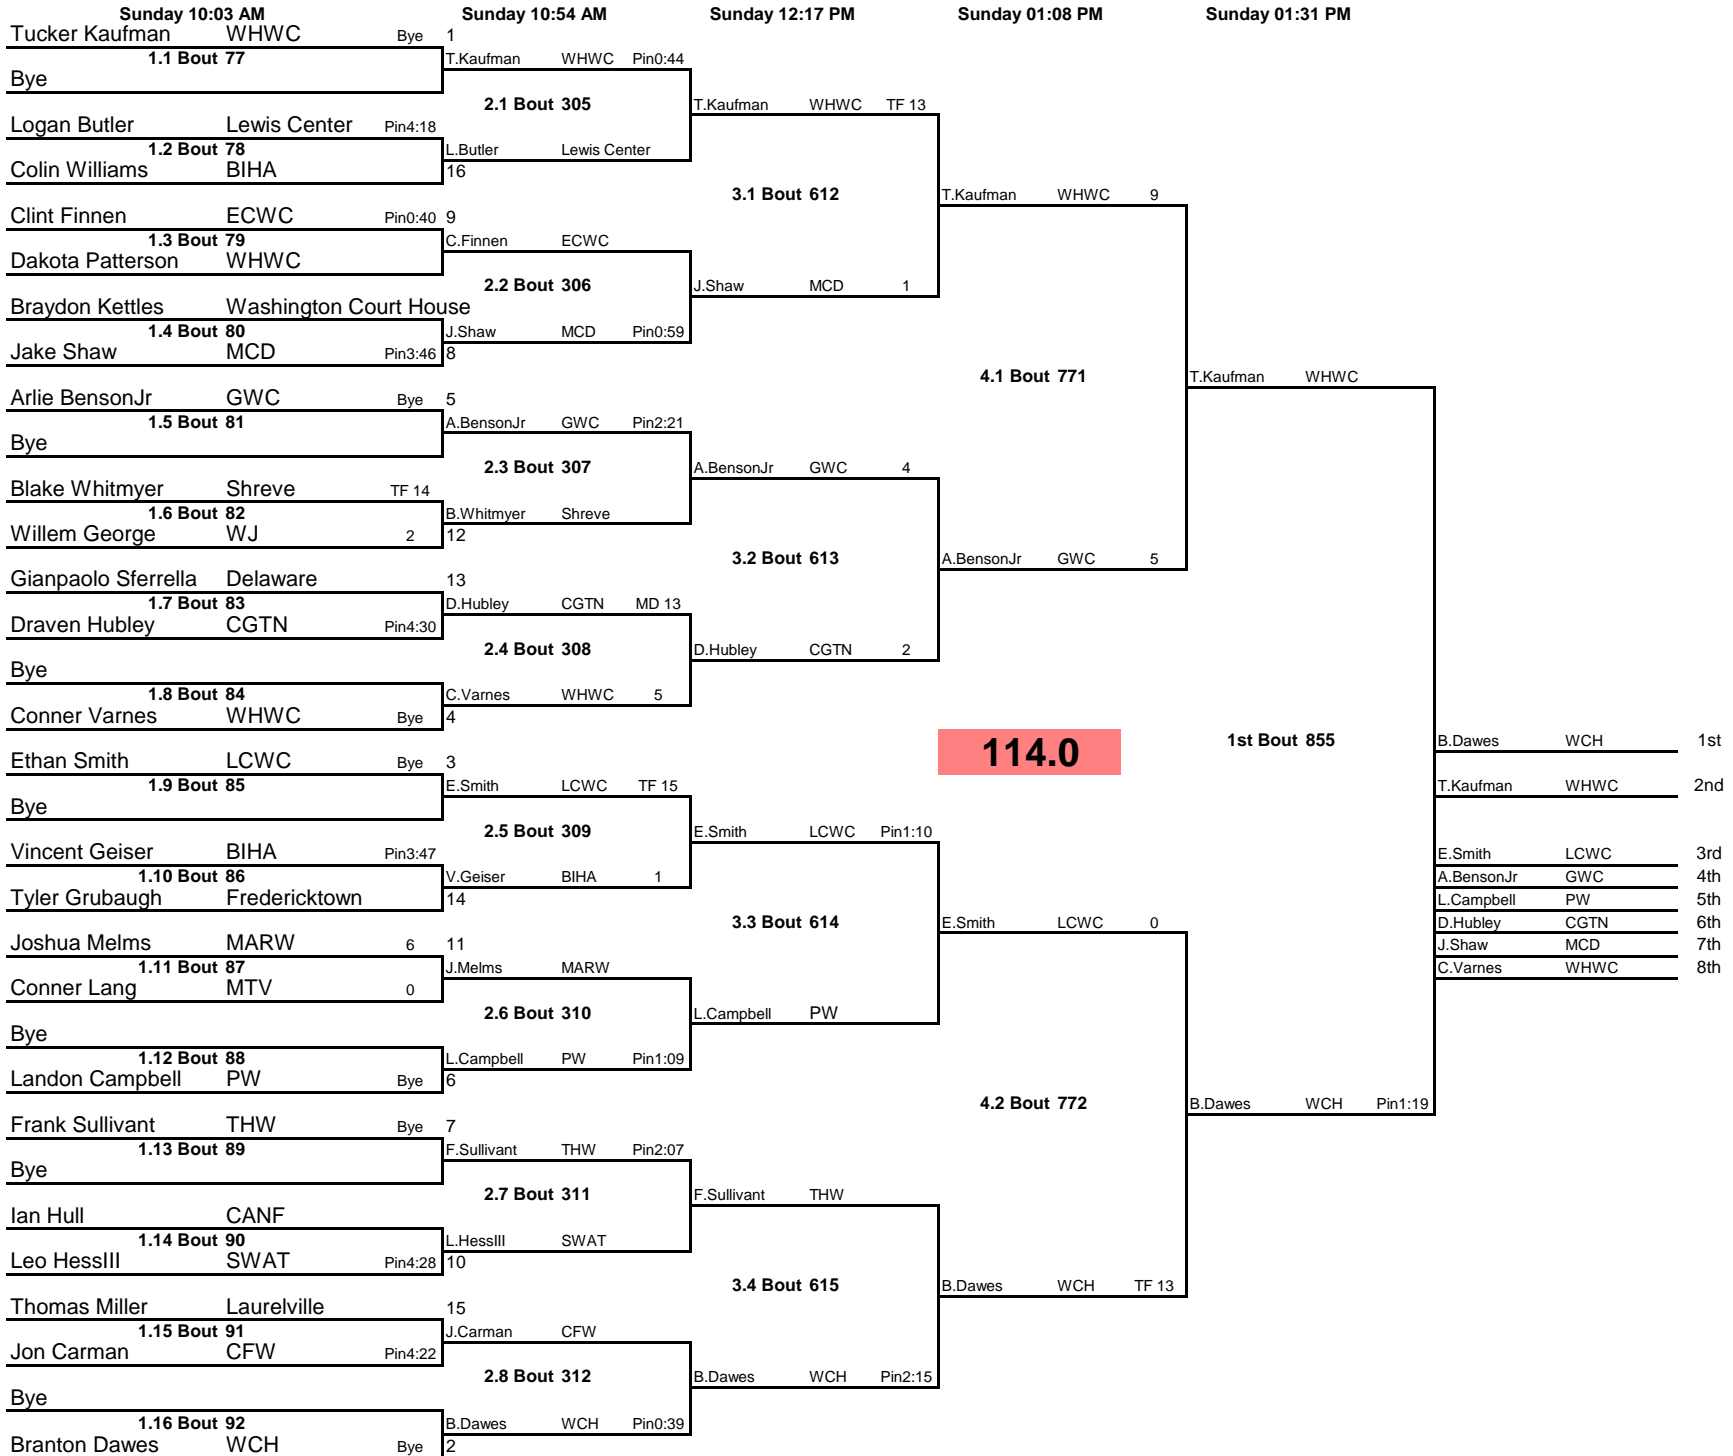 Sunday 10:03 AM Sunday 10:54 AM Sunday 12:17 PM Sunday 01:08 PM Sunday 01:31 PM
Tucker Kaufman WHWC Bye 1
1.1 Bout 77 T.Kaufman WHWC Pin0:44
Bye
2.1 Bout 305 T.Kaufman WHWC TF 13
Logan Butler Lewis Center Pin4:18
1.2 Bout 78 L.Butler Lewis Center
Colin Williams BIHA 16
3.1 Bout 612 T.Kaufman WHWC 9
Clint Finnen ECWC Pin0:40 9
1.3 Bout 79 C.Finnen ECWC
Dakota Patterson WHWC
2.2 Bout 306 J.Shaw MCD 1
Braydon Kettles Washington Court House
1.4 Bout 80 J.Shaw MCD Pin0:59
Jake Shaw MCD Pin3:46 8
4.1 Bout 771 T.Kaufman WHWC
Arlie BensonJr GWC Bye 5
1.5 Bout 81 A.BensonJr GWC Pin2:21
Bye
2.3 Bout 307 A.BensonJr GWC 4
Blake Whitmyer Shreve TF 14
1.6 Bout 82 B.Whitmyer Shreve
Willem George WJ 2 12
3.2 Bout 613 A.BensonJr GWC 5
Gianpaolo Sferrella Delaware 13
1.7 Bout 83 D.Hubley CGTN MD 13
Draven Hubley CGTN Pin4:30
2.4 Bout 308 D.Hubley CGTN 2
Bye
1.8 Bout 84 C.Varnes WHWC 5
Conner Varnes WHWC Bye 4
114.0 1st Bout 855 B.Dawes WCH 1st
Ethan Smith LCWC Bye 3
1.9 Bout 85 E.Smith LCWC TF 15 T.Kaufman WHWC 2nd
Bye
2.5 Bout 309 E.Smith LCWC Pin1:10
Vincent Geiser BIHA Pin3:47 E.Smith LCWC 3rd
1.10 Bout 86 V.Geiser BIHA 1 A.BensonJr GWC 4th
Tyler Grubaugh Fredericktown 14 L.Campbell PW 5th
3.3 Bout 614 E.Smith LCWC 0 D.Hubley CGTN 6th
Joshua Melms MARW 6 11 J.Shaw MCD 7th
1.11 Bout 87 J.Melms MARW C.Varnes WHWC 8th
Conner Lang MTV 0
2.6 Bout 310 L.Campbell PW
Bye
1.12 Bout 88 L.Campbell PW Pin1:09
Landon Campbell PW Bye 6
4.2 Bout 772 B.Dawes WCH Pin1:19
Frank Sullivant THW Bye 7
1.13 Bout 89 F.Sullivant THW Pin2:07
Bye
2.7 Bout 311 F.Sullivant THW
Ian Hull CANF
1.14 Bout 90 L.HessIII SWAT
Leo HessIII SWAT Pin4:28 10
3.4 Bout 615 B.Dawes WCH TF 13
Thomas Miller Laurelville 15
1.15 Bout 91 J.Carman CFW
Jon Carman CFW Pin4:22
2.8 Bout 312 B.Dawes WCH Pin2:15
Bye
1.16 Bout 92 B.Dawes WCH Pin0:39
Branton Dawes WCH Bye 2